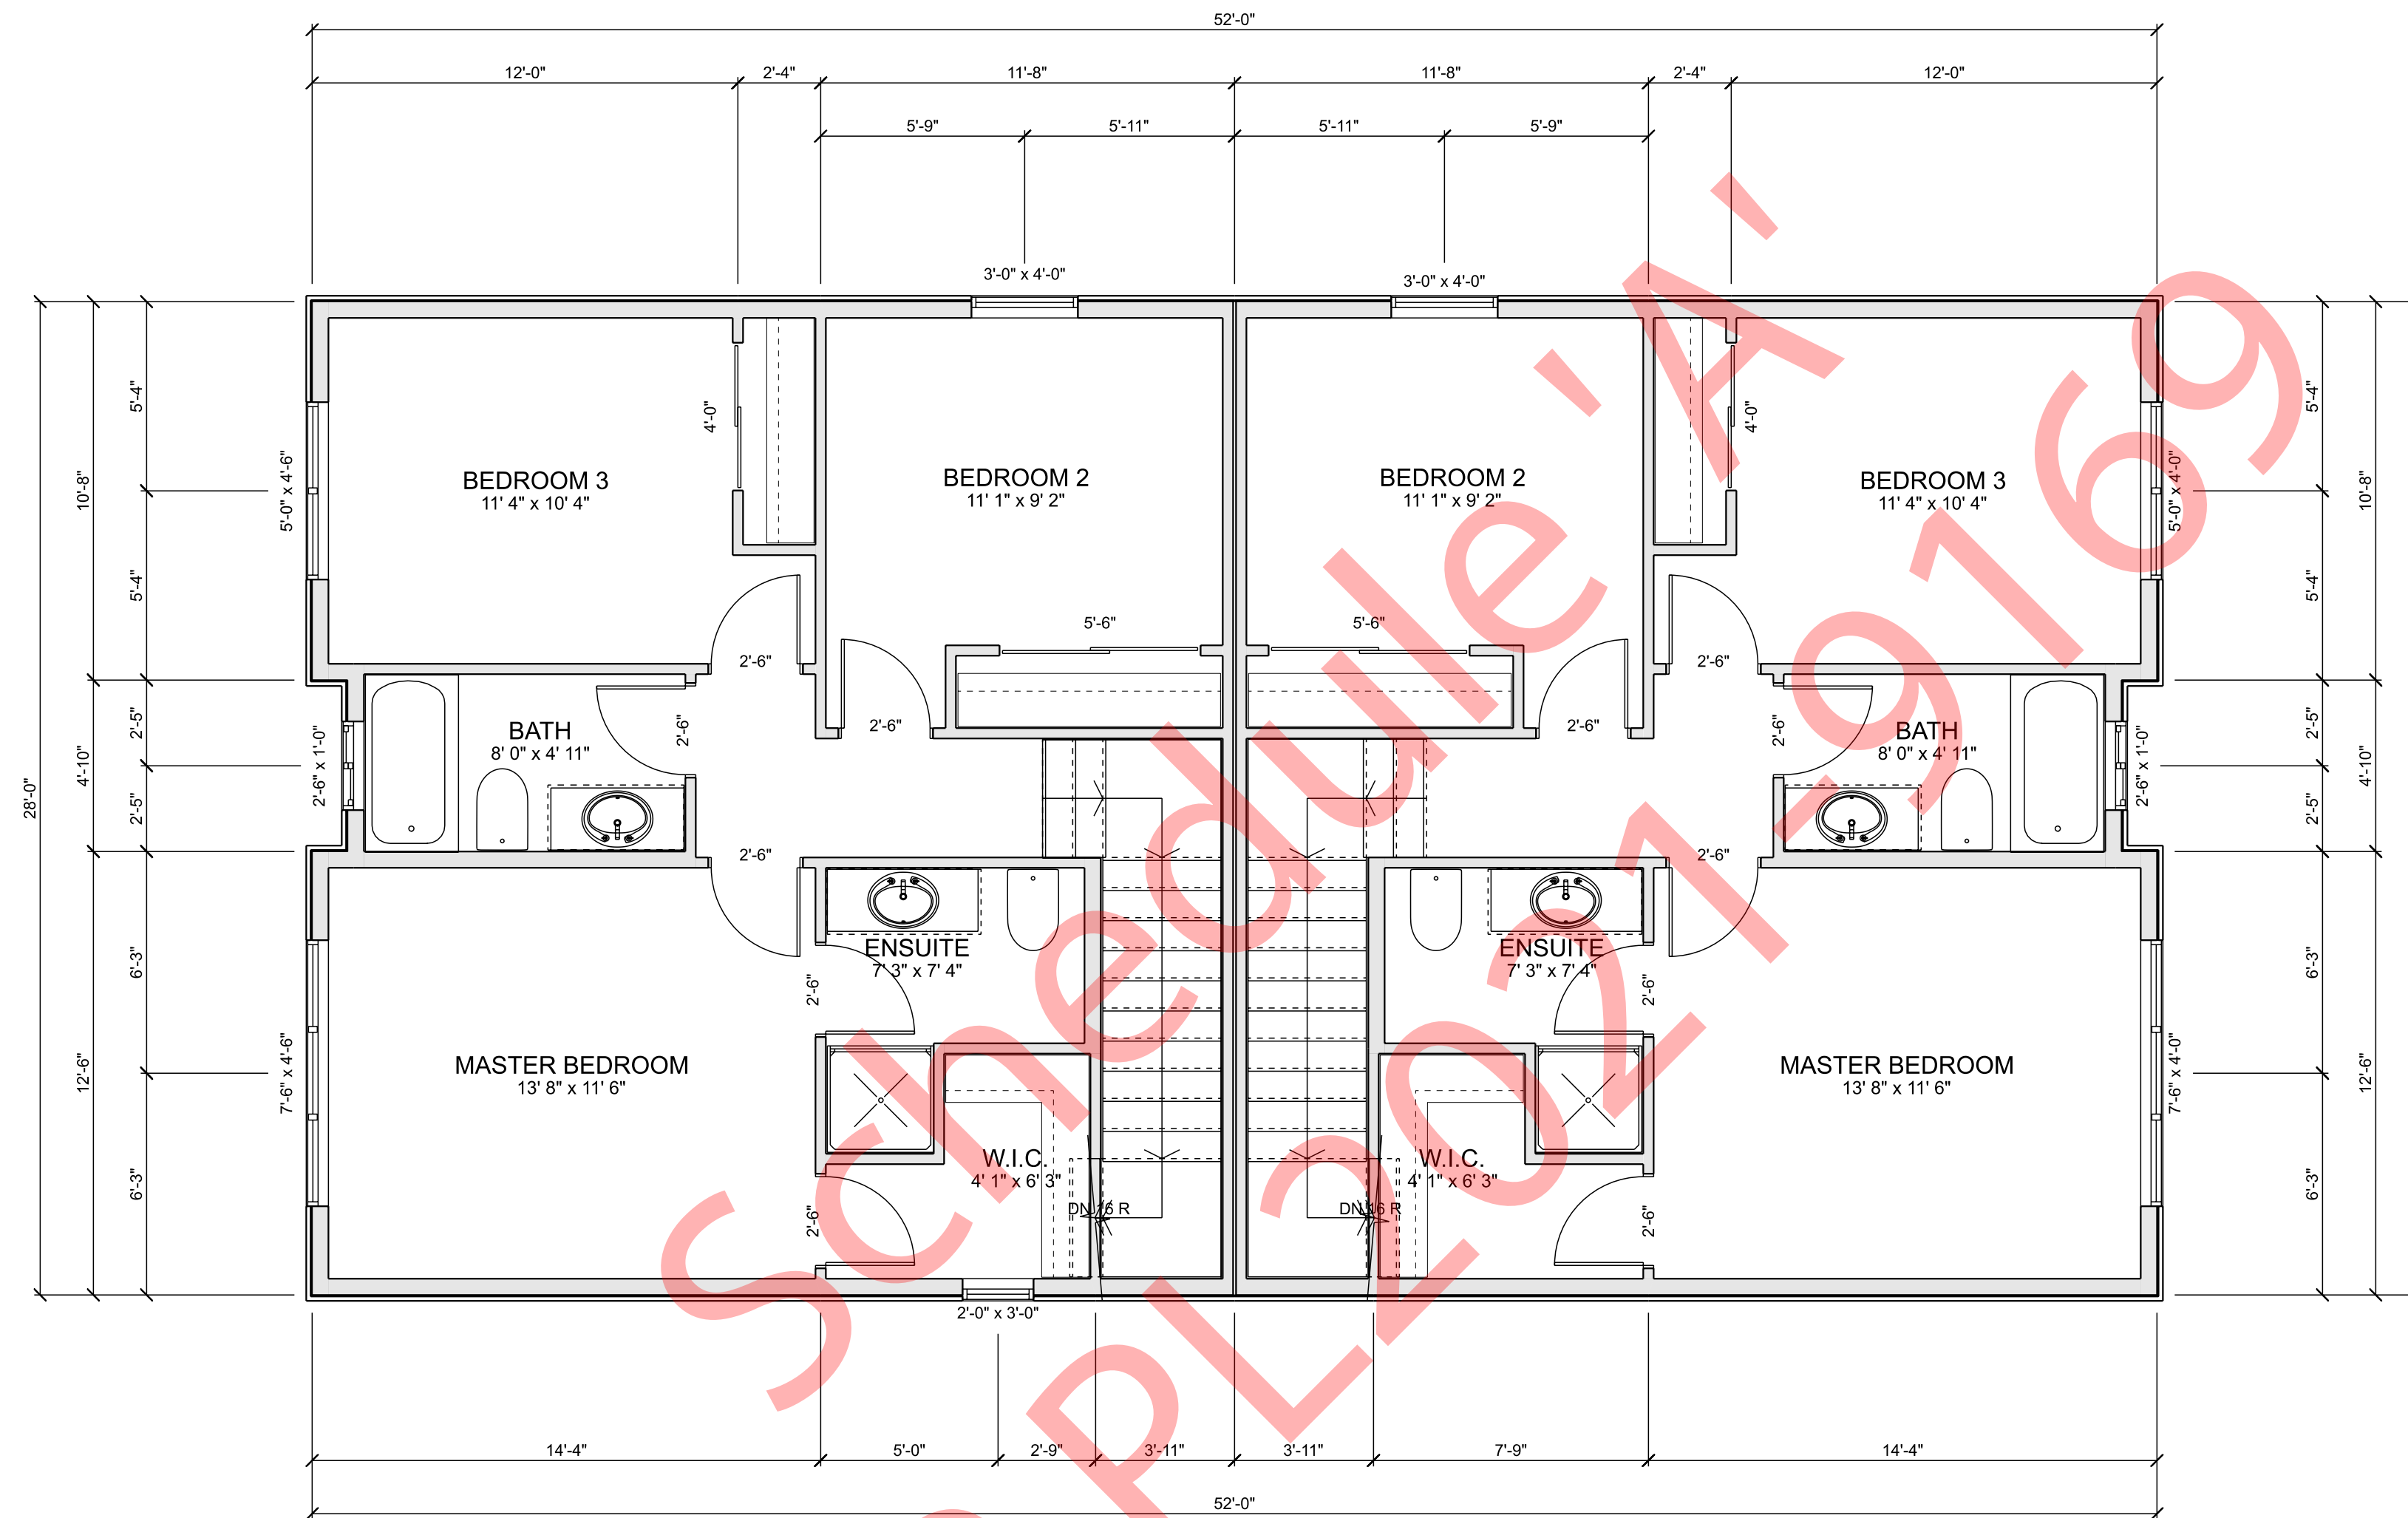 52'-0"
12'-0" 2'-4" 11'-8" 11'-8" 2'-4" 12'-0"
5'-9" 5'-11" 5'-11" 5'-9"
3'-0" x 4'-0" 3'-0" x 4'-0"
28'-0"
10'-8"
4'-10"
12'-6"
5'-4"
5'-4"
2'-5"
2'-5"
6'-3"
6'-3"
5'-0" x 4'-6"
2'-6" x 1'-0"
7'-6" x 4'-6"
BEDROOM 3
11' 4" x 10' 4"
4'-0"
BEDROOM 2
11' 1" x 9' 2"
BEDROOM 2
11' 1" x 9' 2"
4'-0"
BEDROOM 3
11' 4" x 10' 4"
5'-6" 5'-6"
2'-6" 2'-6"
2'-6" 2'-6"
BATH
8' 0" x 4' 11"
2'-6"
2'-6"
BATH
8' 0" x 4' 11"
2'-6" 2'-6"
ENSUITE
7' 3" x 7' 4"
2'-6"
ENSUITE
7' 3" x 7' 4"
2'-6"
MASTER BEDROOM
13' 8" x 11' 6"
MASTER BEDROOM
13' 8" x 11' 6"
W.I.C.
4' 1" x 6' 3"
2'-6"
DN 16 R
W.I.C.
4' 1" x 6' 3"
2'-6"
DN 16 R
5'-0" x 4'-0"
2'-6" x 1'-0"
7'-6" x 4'-0"
5'-4"
5'-4"
2'-5"
2'-5"
6'-3"
6'-3"
10'-8"
4'-10"
12'-6"
2'-0" x 3'-0"
14'-4" 5'-0" 2'-9" 3'-11" 3'-11" 7'-9" 14'-4"
52'-0"
Schedule 'A'
PL2021-9169